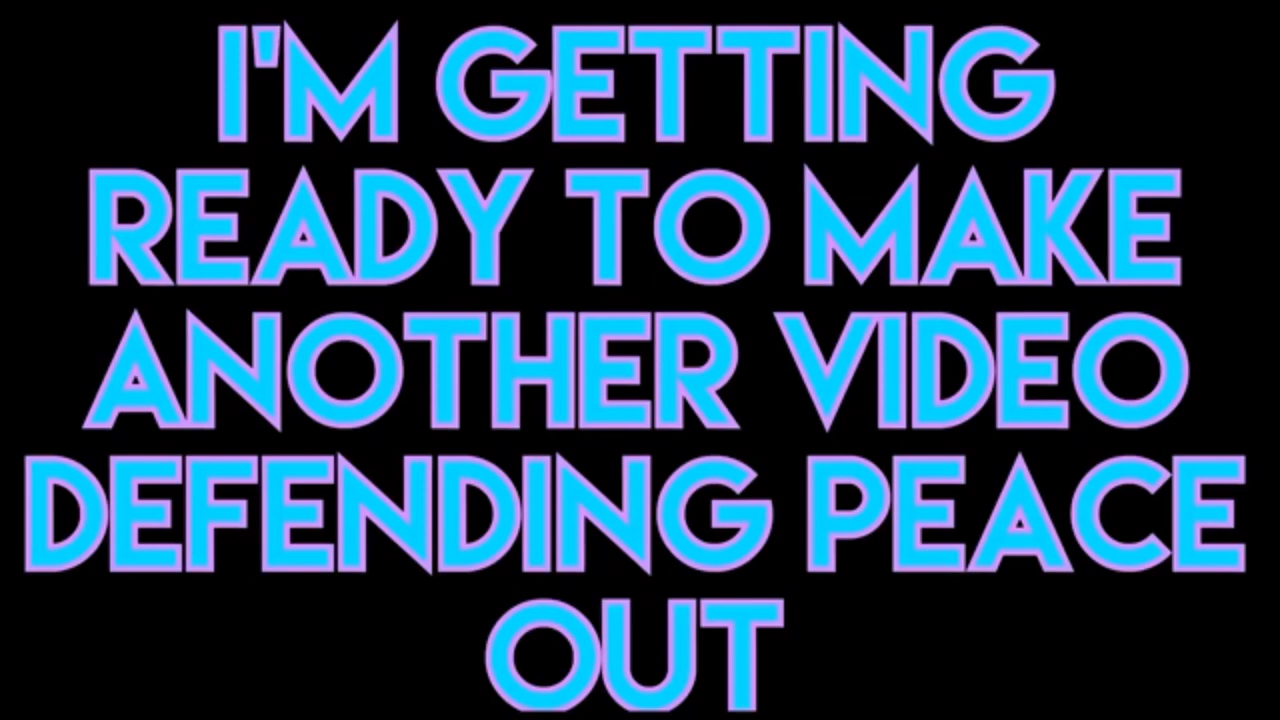 I'M GETTING
READY TO MAKE
ANOTHER VIDEO
DEFENDING PEACE
OUT